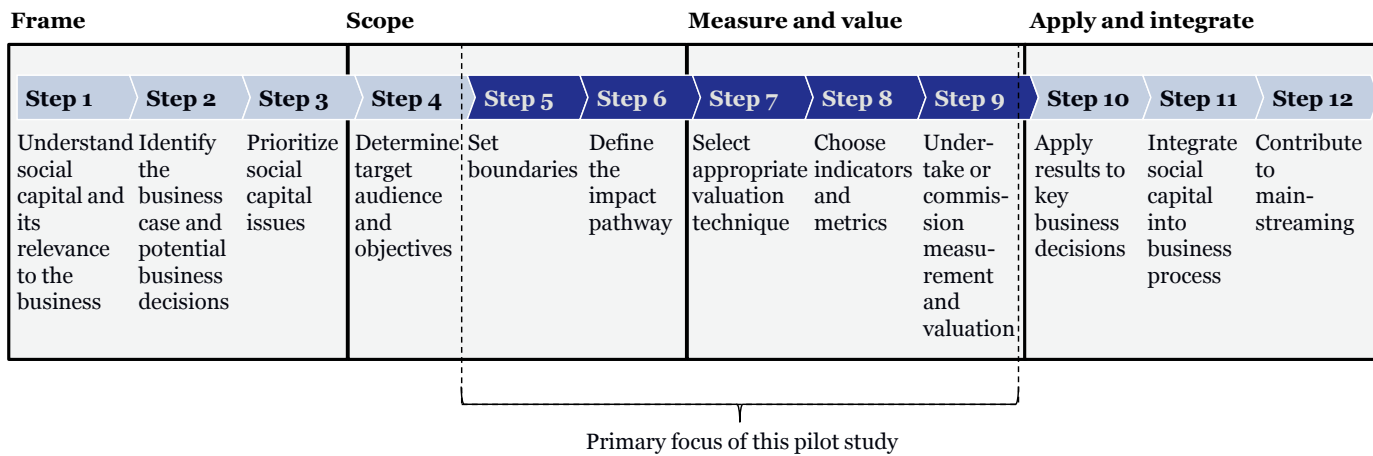 Frame
Scope
Measure and value
Apply and integrate
Step 1
Step 2
Step 3
Step 4
Step 5
Step 6
Step 7
Step 8
Step 9
Step 10
Step 11
Step 12
Understand
social
capital and
its
relevance
to the
business
Identify
the
business
case and
potential
business
decisions
Prioritize
social
capital
issues
Determine
target
audience
and
objectives
Set
boundaries
Define
the
impact
pathway
Select
appropriate
valuation
technique
Choose
indicators
and
metrics
Under-
take or
commis-
sion
measu-
rement
and
valuation
Apply
results to
key
business
decisions
Integrate
social
capital
into
business
process
Contribute
to
main-
streaming
Primary focus of this pilot study